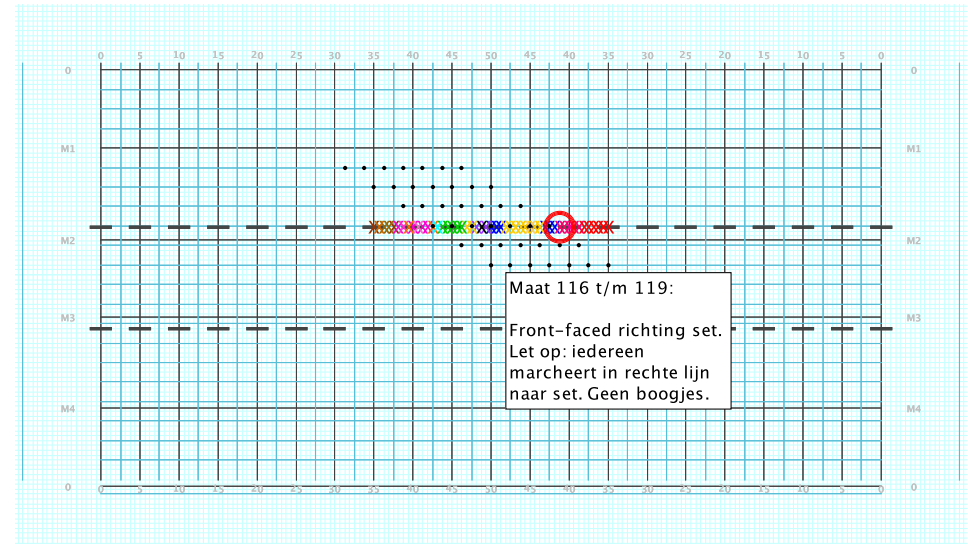 0 5 10 15 20 25 30 35 40 45 50 45 40 35 30 25 20 15 10 5 0
0 0
M1 M1
M2 M2
Maat 116 t/m 119:
Front-faced richting set.
Let op: iedereen
marcheert in rechte lijn
naar set. Geen boogjes.
M3 M3
M4 M4
0 0
0 5 10 15 20 25 30 35 40 45 50 45 40 35 30 25 20 15 10 5 0